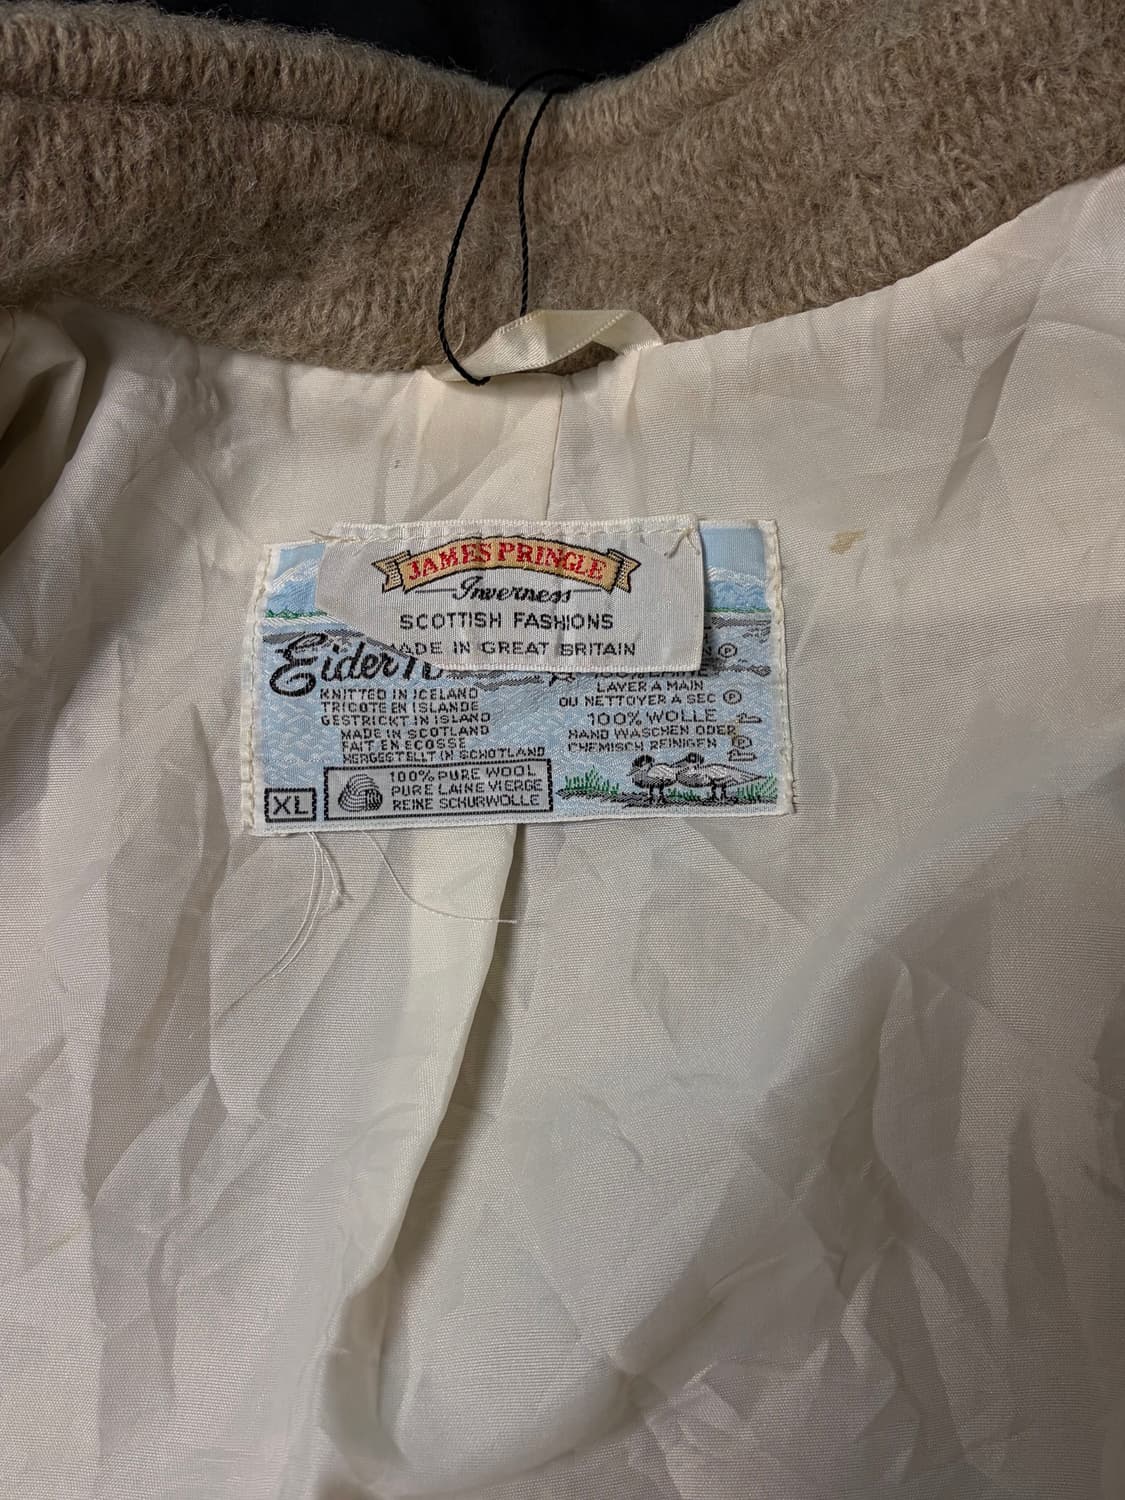 JAMES PRINGLE
Inverness
SCOTTISH FASHIONS
MADE IN GREAT BRITAIN
Eider
KNITTED IN ICELAND
TRICOTE EN ISLANDE
GESTRICKT IN ISLAND
MADE IN SCOTLAND
FAIT EN ECOSSE
HERGESTELLT IN SCHOTLAND
LAVER A MAIN
OU NETTOYER A SEC Ⓟ
100% WOLLE
HAND WASCHEN ODER
CHEMISCH REINIGEN
XL
100% PURE WOOL
PURE LAINE VIERGE
REINE SCHURWOLLE